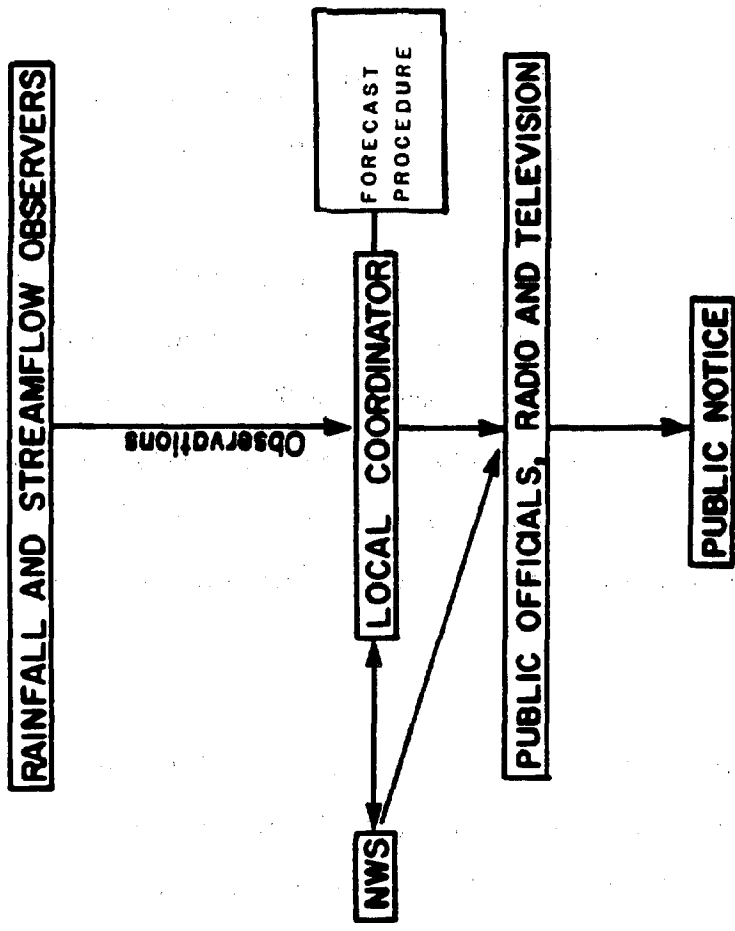 RAINFALL AND STREAMFLOW OBSERVERS
Observations
NWS
LOCAL COORDINATOR
FORECAST
PROCEDURE
PUBLIC OFFICIALS, RADIO AND TELEVISION
PUBLIC NOTICE